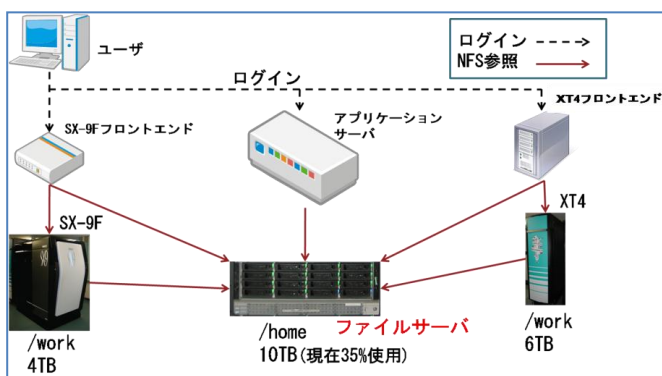 ユーザ
ログイン
NFS参照
ログイン
SX-9Fフロントエンド
アプリケーション
サーバ
XT4フロントエンド
SX-9F
XT4
/work
4TB
/home
ファイルサーバ
10TB(現在35%使用)
/work
6TB